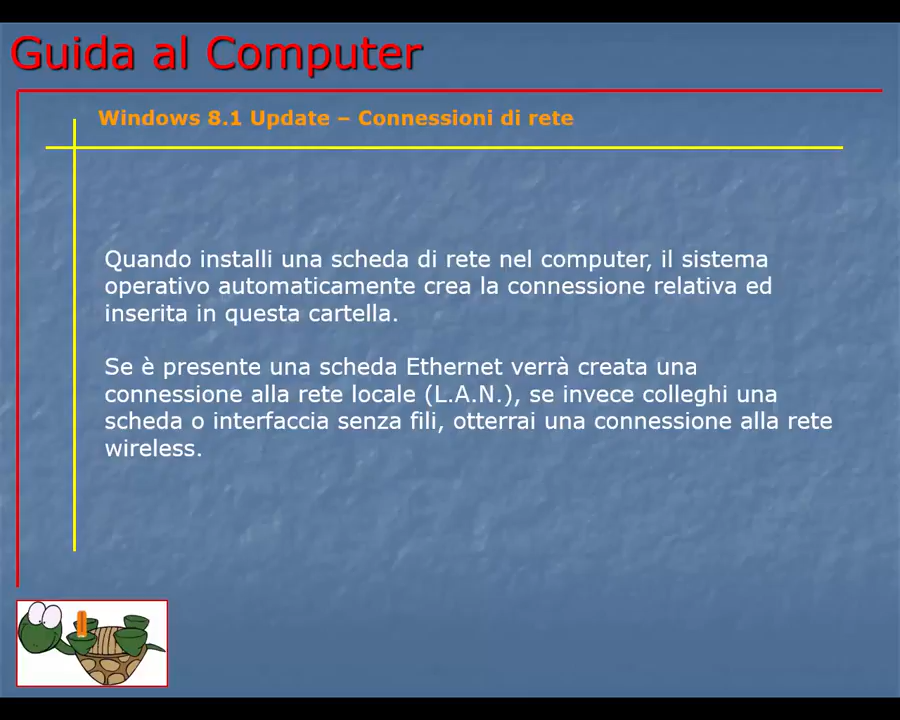 Guida al Computer
Windows 8.1 Update – Connessioni di rete
Quando installi una scheda di rete nel computer, il sistema
operativo automaticamente crea la connessione relativa ed
inserita in questa cartella.
Se è presente una scheda Ethernet verrà creata una
connessione alla rete locale (L.A.N.), se invece colleghi una
scheda o interfaccia senza fili, otterrai una connessione alla rete
wireless.